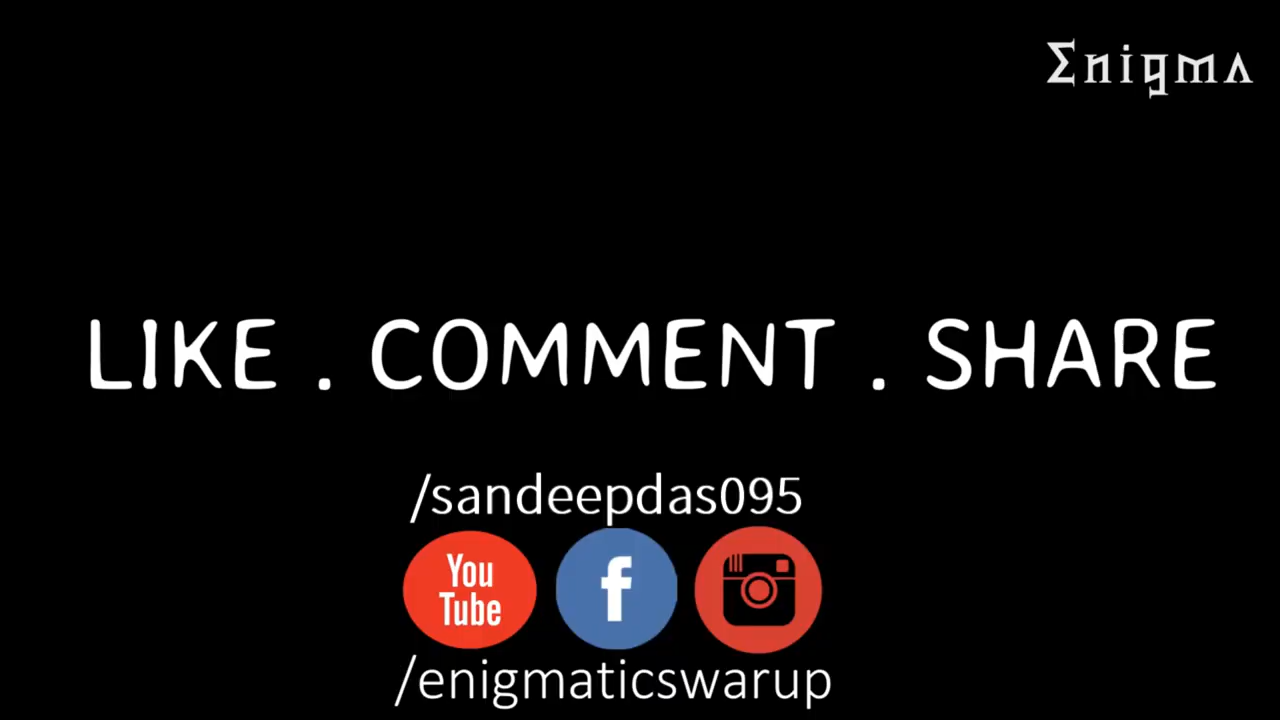 Enigma
LIKE . COMMENT . SHARE
/sandeepdas095
You
Tube
f
/enigmaticswarup